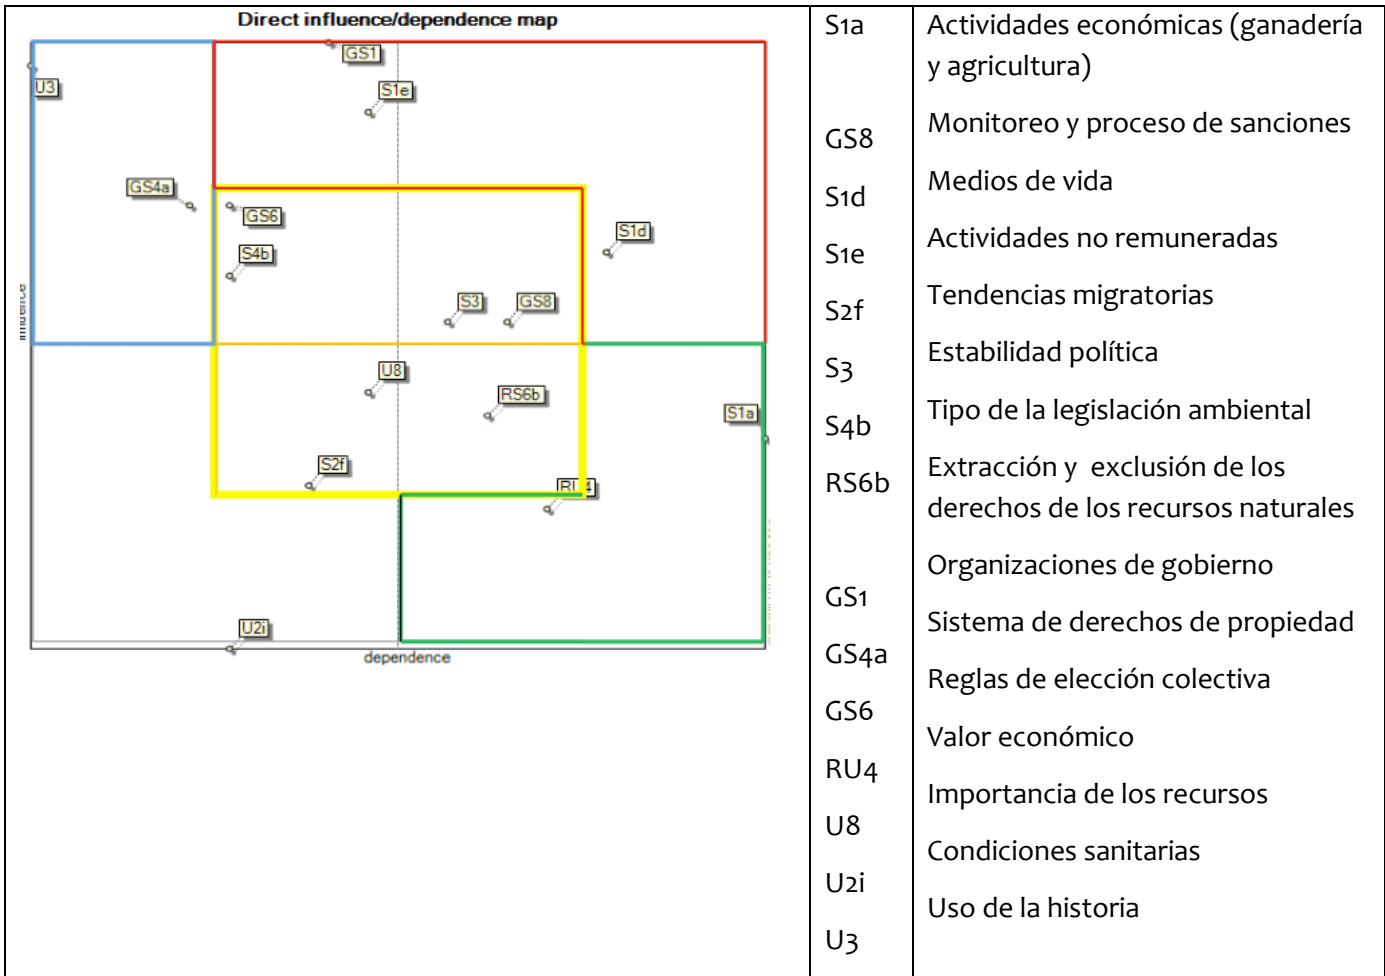 Direct influence/dependence map
GS1
U3
S1e
GS4a
GS6
S1d
S4b
S3
GS8
influence
U8
RS6b
S1a
S2f
RU4
U2i
dependence
S1a
Actividades económicas (ganadería
y agricultura)
GS8
Monitoreo y proceso de sanciones
S1d
Medios de vida
S1e
Actividades no remuneradas
S2f
Tendencias migratorias
S3
Estabilidad política
S4b
Tipo de la legislación ambiental
RS6b
Extracción y exclusión de los
derechos de los recursos naturales
GS1
Organizaciones de gobierno
GS4a
Sistema de derechos de propiedad
GS6
Reglas de elección colectiva
RU4
Valor económico
U8
Importancia de los recursos
U2i
Condiciones sanitarias
U3
Uso de la historia